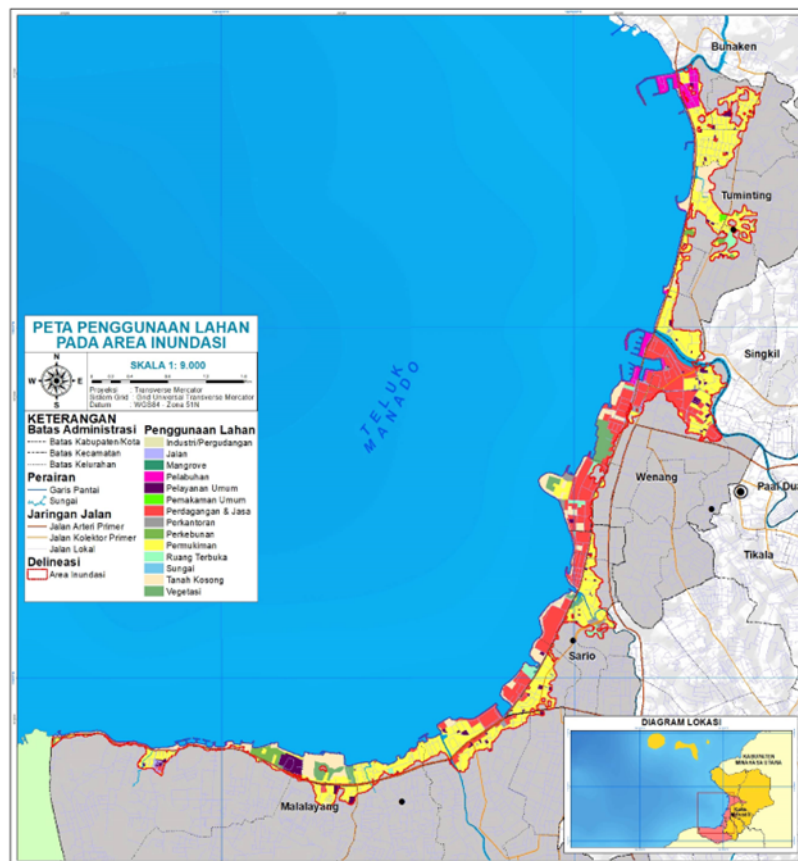 Bunaken
Tuminting
Singkil
TELUK
MANADO
Wenang
Paal Dua
Tikala
Sario
Malalayang
PETA PENGGUNAAN LAHAN
PADA AREA INUNDASI
N
W E
S
SKALA 1: 9.000
Proyeksi : Transverse Mercator
Sistem Grid : Grid Universal Transverse Mercator
Datum : WGS84 - Zona 51N
KETERANGAN
Batas Administrasi
Batas Kabupaten/Kota
Batas Kecamatan
Batas Kelurahan
Perairan
Garis Pantai
Sungai
Jaringan Jalan
Jalan Arteri Primer
Jalan Kolektor Primer
Jalan Lokal
Delineasi
Area Inundasi
Penggunaan Lahan
Industri/Pergudangan
Jalan
Mangrove
Pelabuhan
Pelayanan Umum
Pemakaman Umum
Perdagangan & Jasa
Perkantoran
Perkebunan
Permukiman
Ruang Terbuka
Sungai
Tanah Kosong
Vegetasi
DIAGRAM LOKASI
KABUPATEN
MINAHASA UTARA